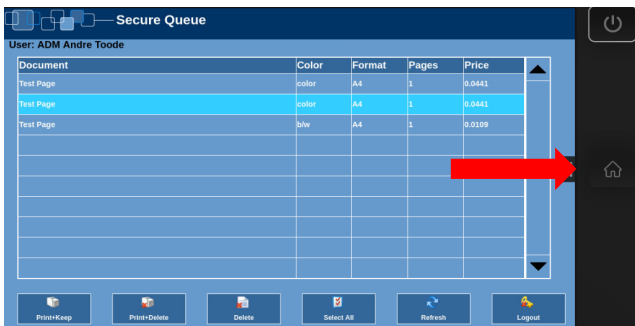 Secure Queue
User: ADM Andre Toode
Document Color Format Pages Price
Test Page color A4 1 0.0441
Test Page color A4 1 0.0441
Test Page b/w A4 1 0.0109
Print+Keep Print+Delete Delete Select All Refresh Logout